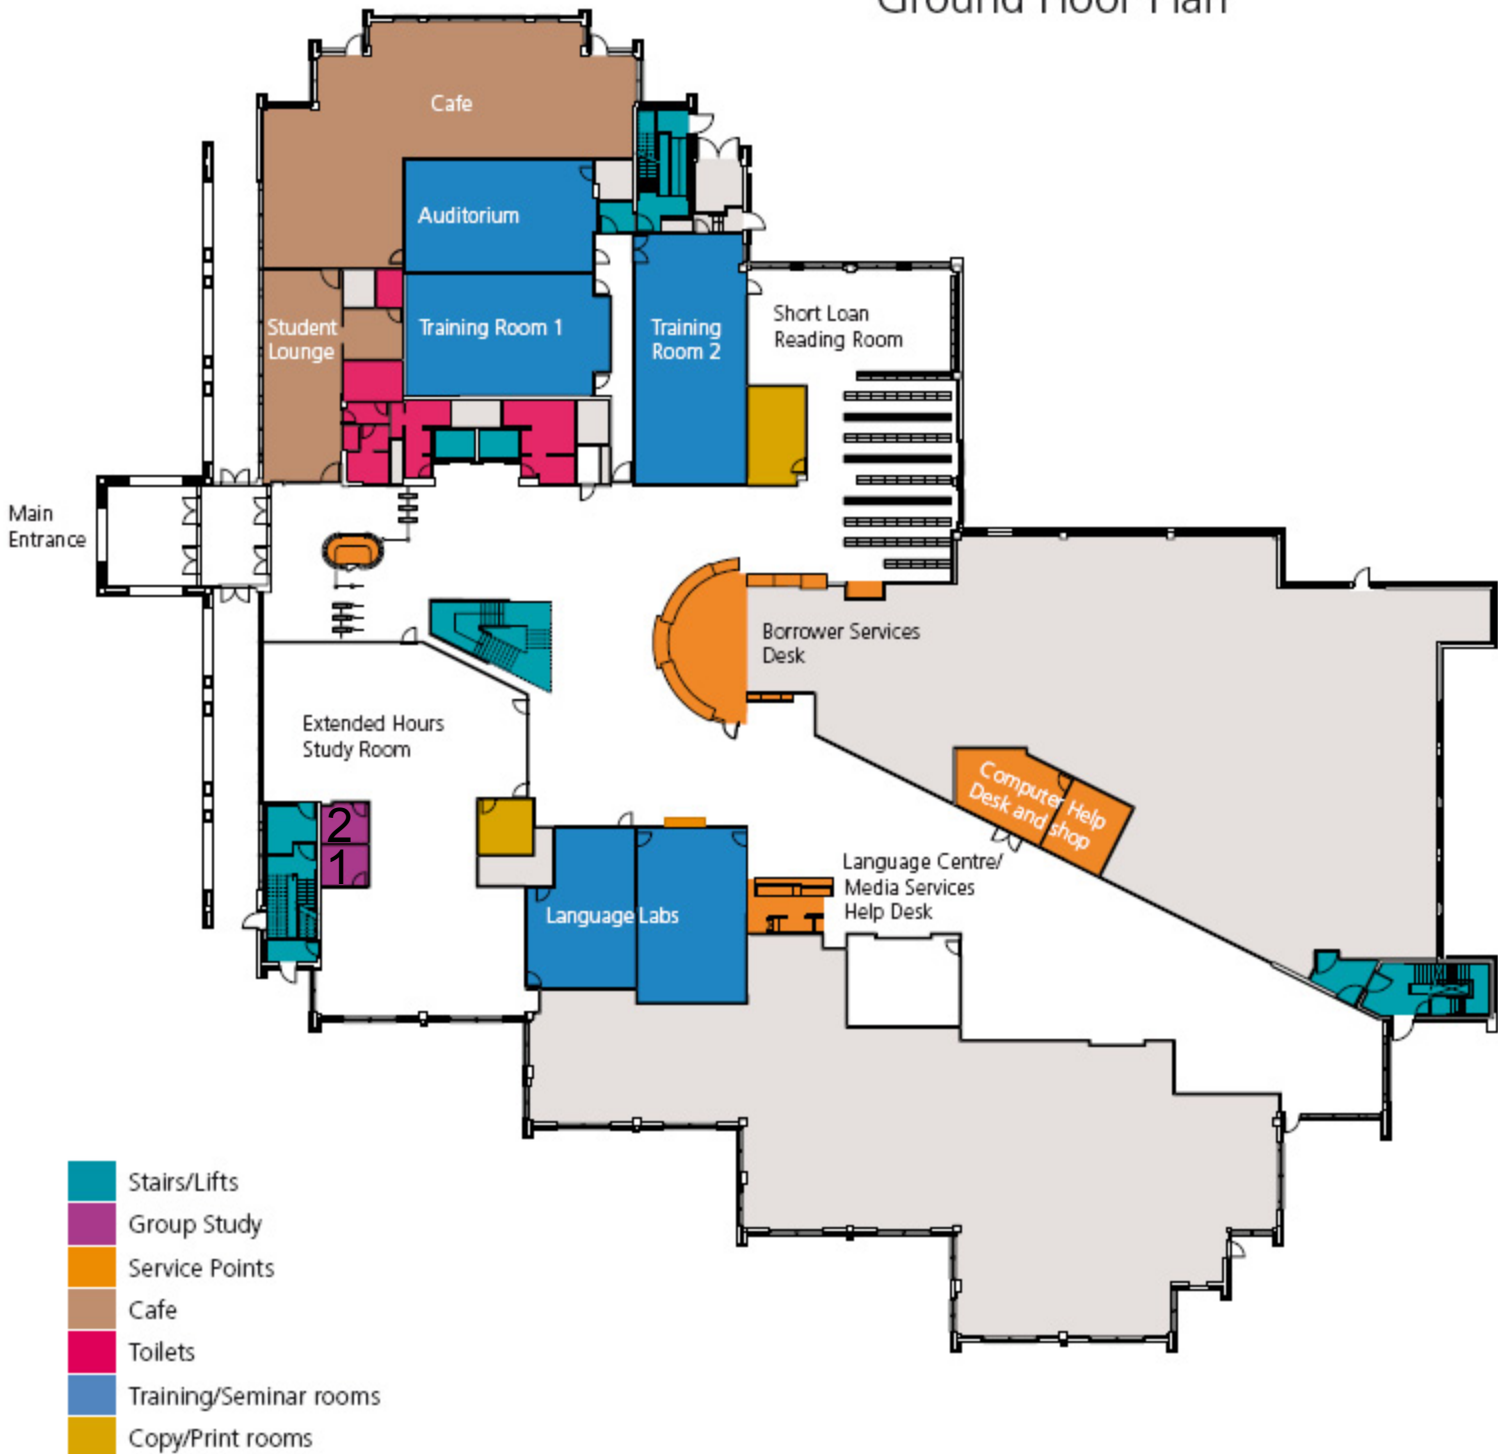 Ground Floor Plan
Cafe
Auditorium
Student
Lounge
Training Room 1
Training
Room 2
Short Loan
Reading Room
Main
Entrance
Borrower Services
Desk
Extended Hours
Study Room
Computer Help
Desk and shop
2
1
Language Centre/
Media Services
Help Desk
Language Labs
Stairs/Lifts
Group Study
Service Points
Cafe
Toilets
Training/Seminar rooms
Copy/Print rooms